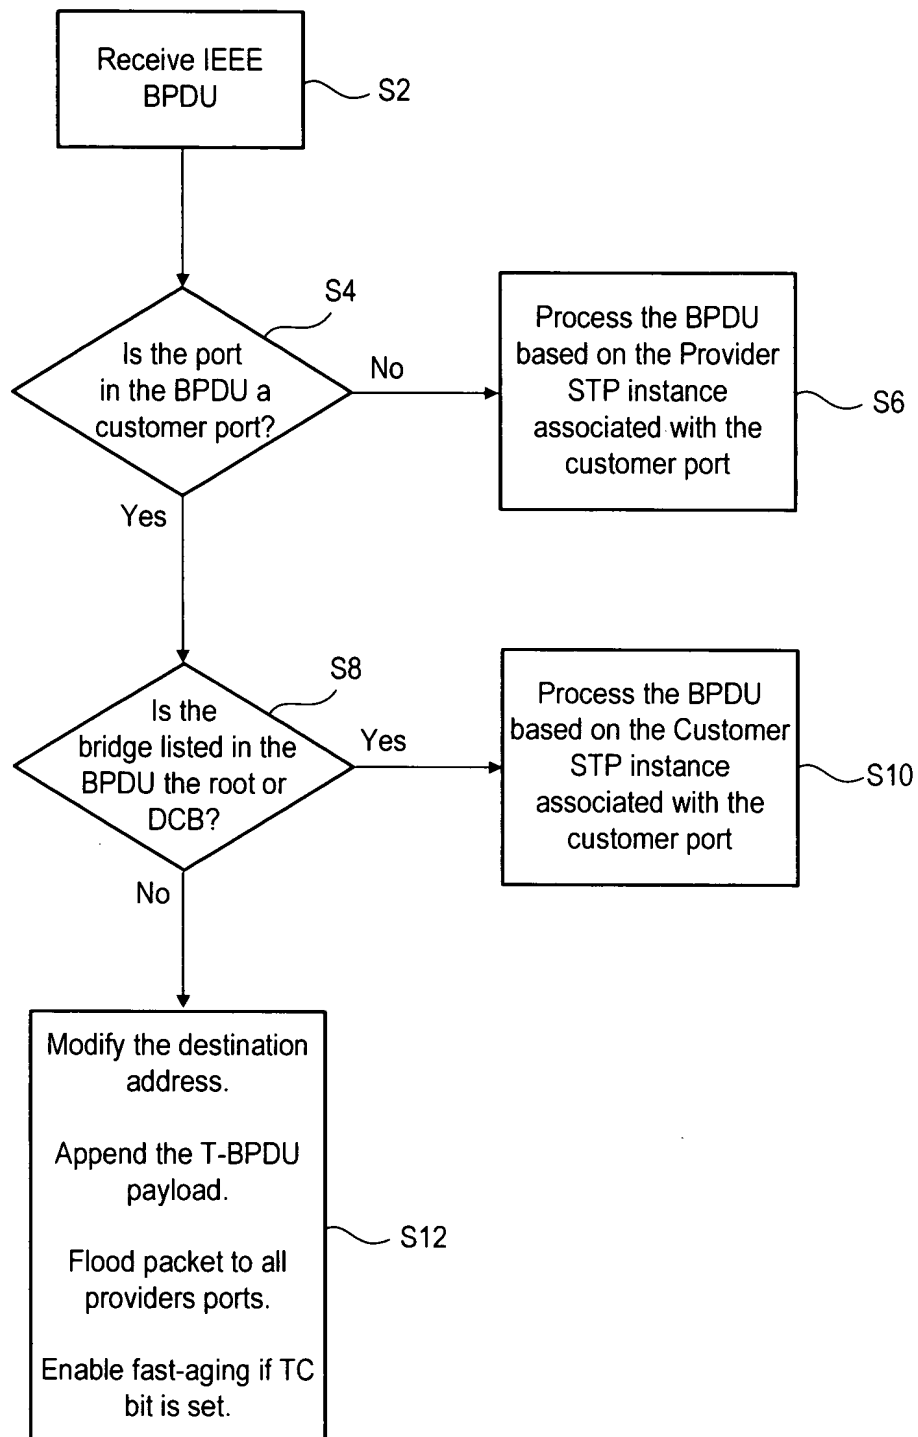 Receive IEEE
BPDU
S2
S4
Is the port
in the BPDU a
customer port?
No
Process the BPDU
based on the Provider
STP instance
associated with the
customer port
S6
Yes
S8
Is the
bridge listed in the
BPDU the root or
DCB?
Yes
Process the BPDU
based on the Customer
STP instance
associated with the
customer port
S10
No
Modify the destination
address.
Append the T-BPDU
payload.
Flood packet to all
providers ports.
Enable fast-aging if TC
bit is set.
S12